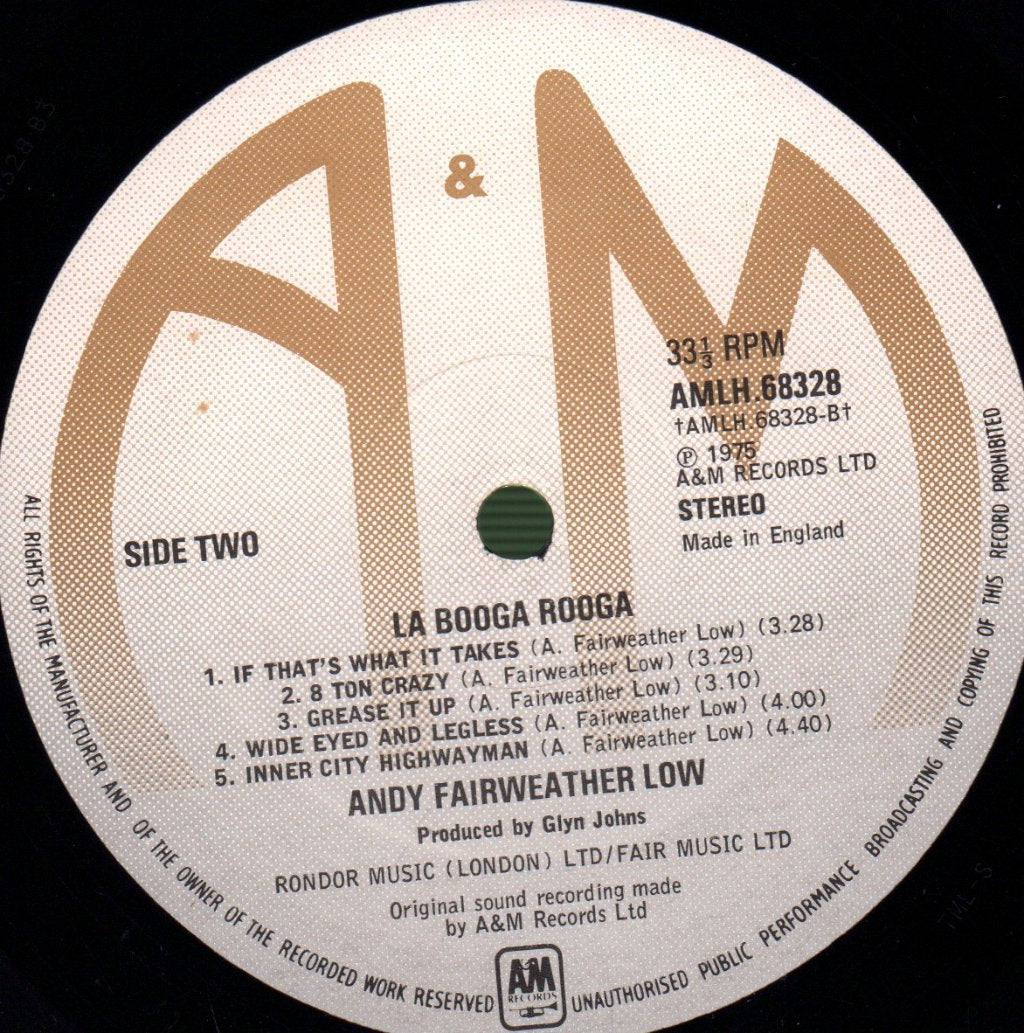 A & M
33⅓ RPM
AMLH.68328
†AMLH.68328-B†
Ⓟ 1975
A&M RECORDS LTD
STEREO
Made in England
SIDE TWO
LA BOOGA ROOGA
1. IF THAT'S WHAT IT TAKES (A. Fairweather Low) (3.28)
2. 8 TON CRAZY (A. Fairweather Low) (3.29)
3. GREASE IT UP (A. Fairweather Low) (3.10)
4. WIDE EYED AND LEGLESS (A. Fairweather Low) (4.00)
5. INNER CITY HIGHWAYMAN (A. Fairweather Low) (4.40)
ANDY FAIRWEATHER LOW
Produced by Glyn Johns
RONDOR MUSIC (LONDON) LTD/FAIR MUSIC LTD
Original sound recording made
by A&M Records Ltd
AM
RECORDS
ALL RIGHTS OF THE MANUFACTURER AND OF THE OWNER OF THE RECORDED WORK RESERVED
UNAUTHORISED PUBLIC PERFORMANCE BROADCASTING AND COPYING OF THIS RECORD PROHIBITED
TML-S